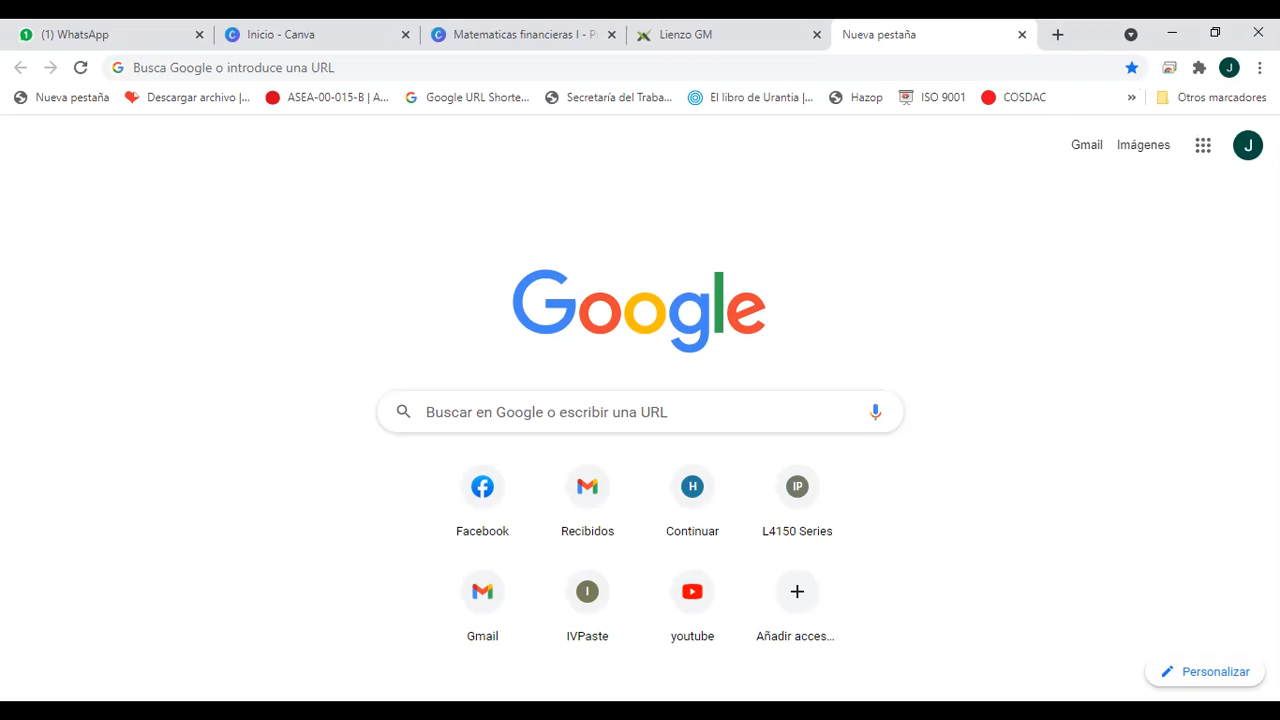 (1) WhatsApp
Inicio - Canva
Matematicas financieras I - P
Lienzo GM
Nueva pestaña
Busca Google o introduce una URL
J
Nueva pestaña
Descargar archivo |...
ASEA-00-015-B | A...
Google URL Shorte...
Secretaría del Traba...
El libro de Urantia |...
Hazop
ISO 9001
COSDAC
»
Otros marcadores
Gmail
Imágenes
J
Google
Buscar en Google o escribir una URL
H
IP
Facebook
Recibidos
Continuar
L4150 Series
I
Gmail
IVPaste
youtube
Añadir acces...
Personalizar